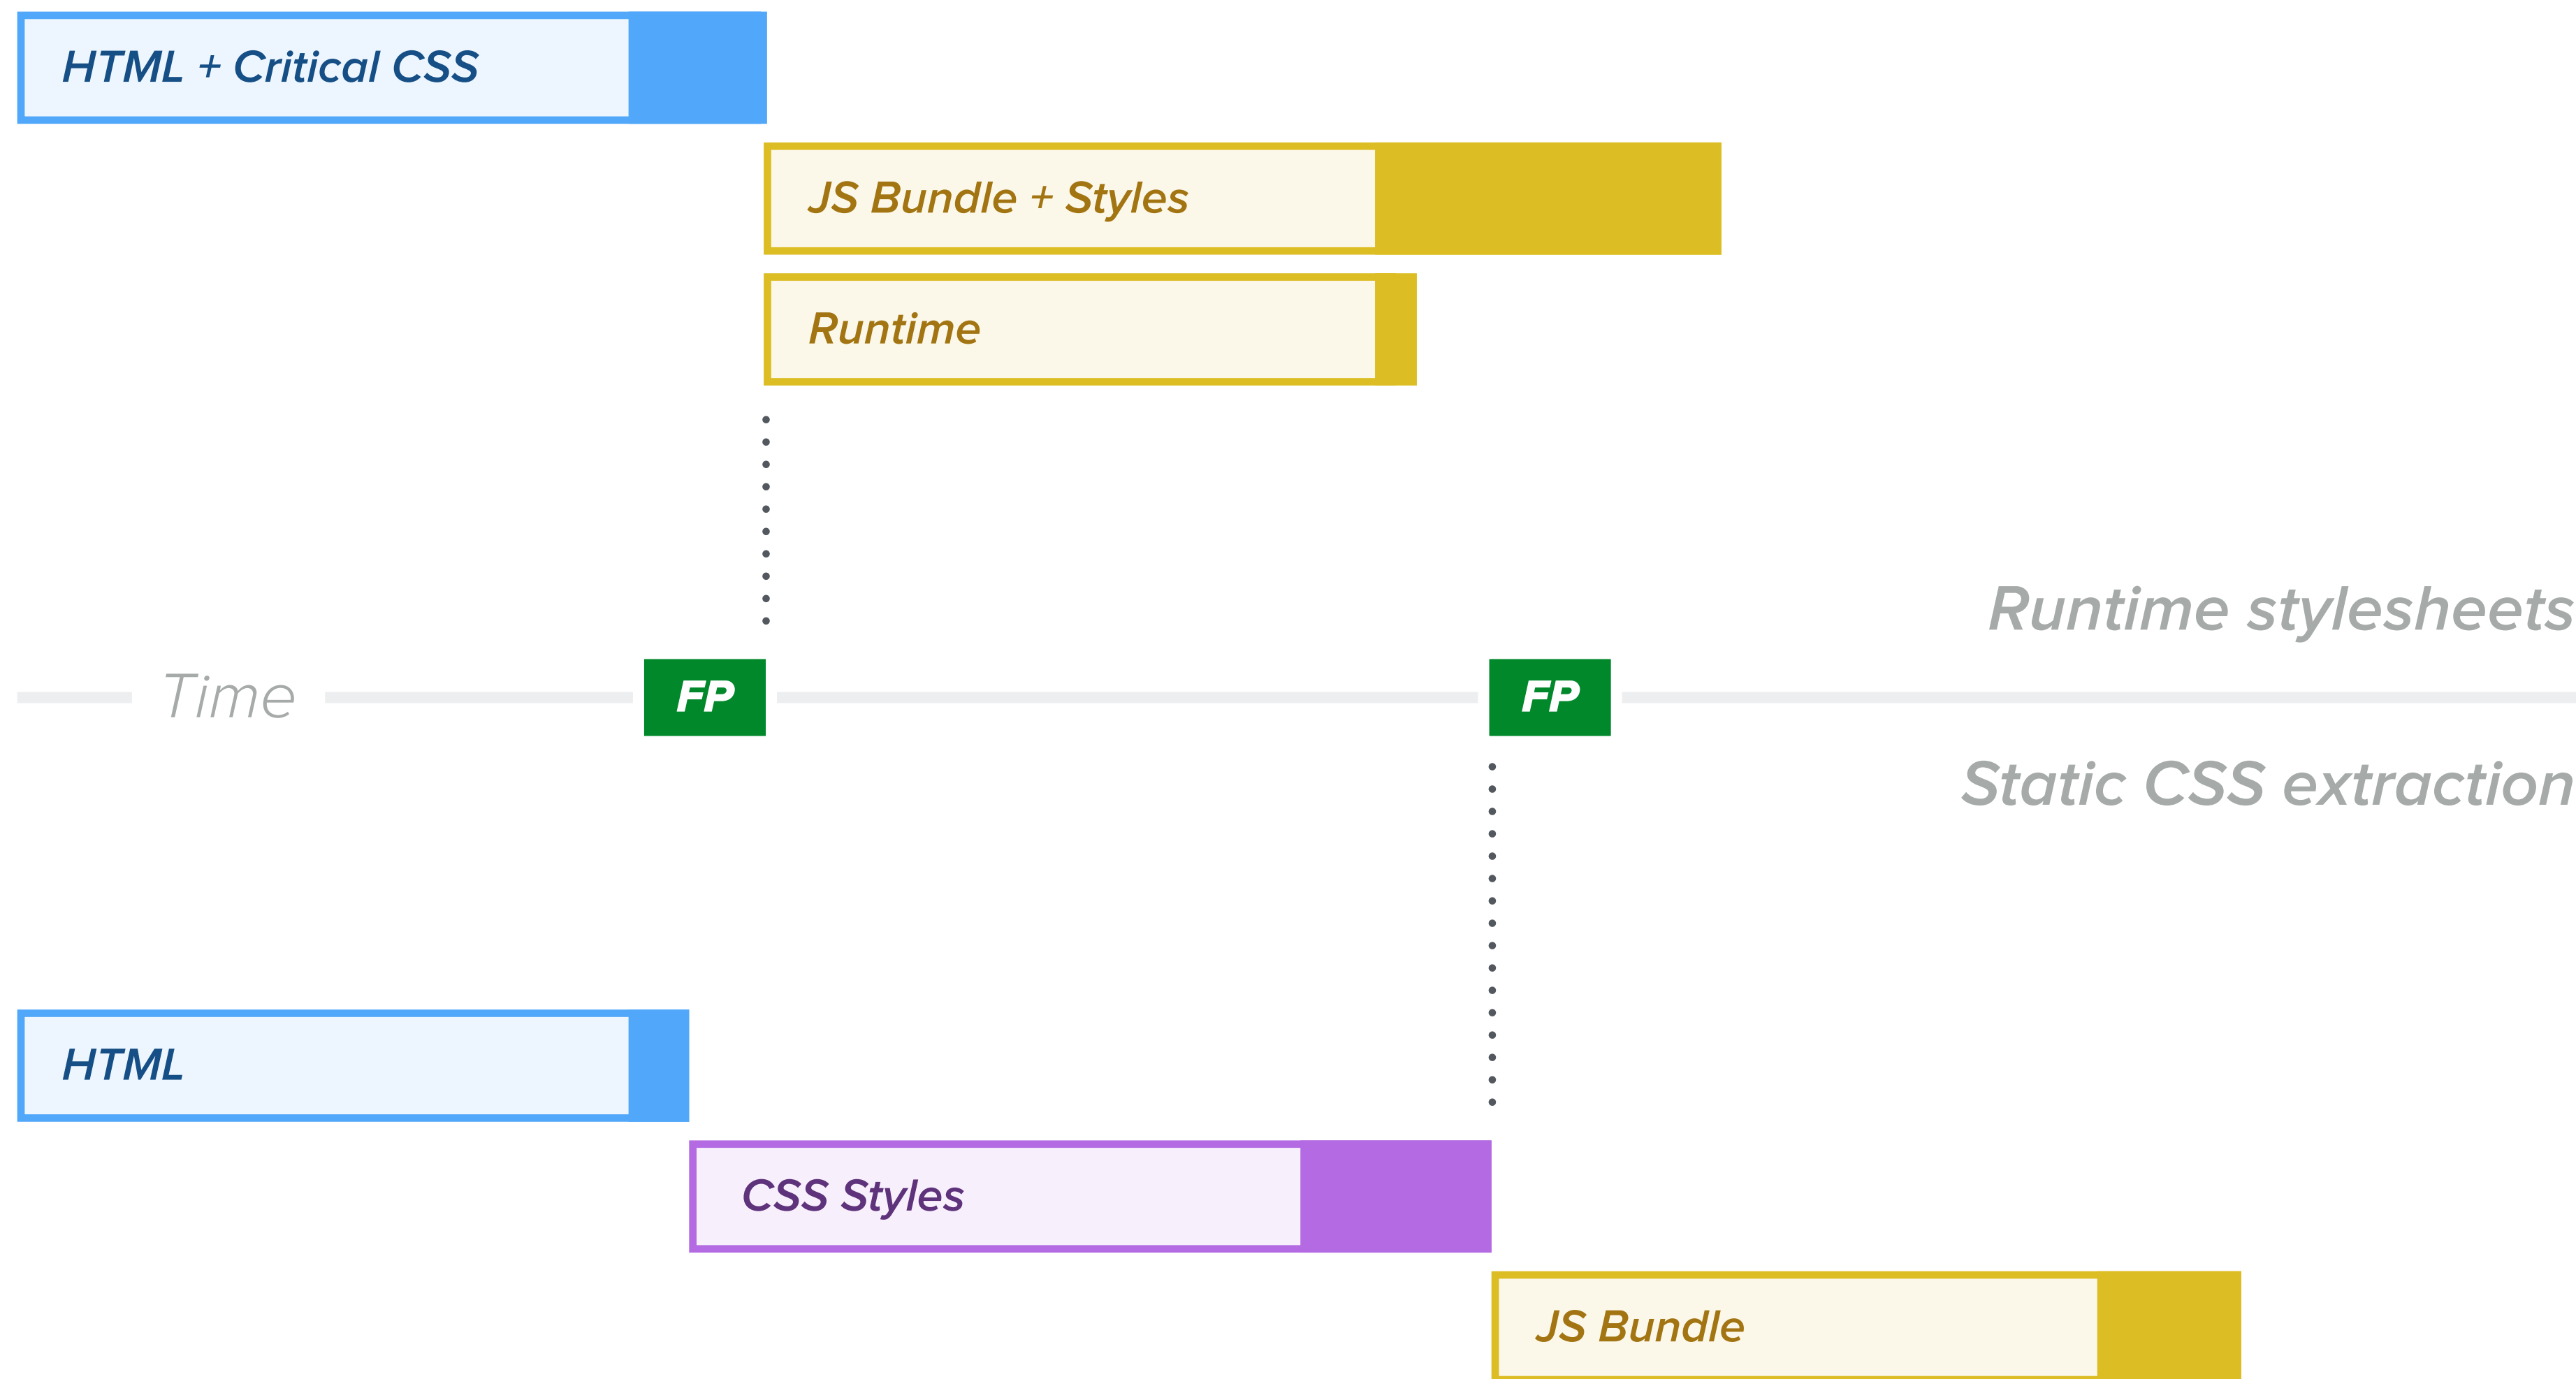 HTML + Critical CSS
JS Bundle + Styles
Runtime
Runtime stylesheets
Time
FP
FP
Static CSS extraction
HTML
CSS Styles
JS Bundle